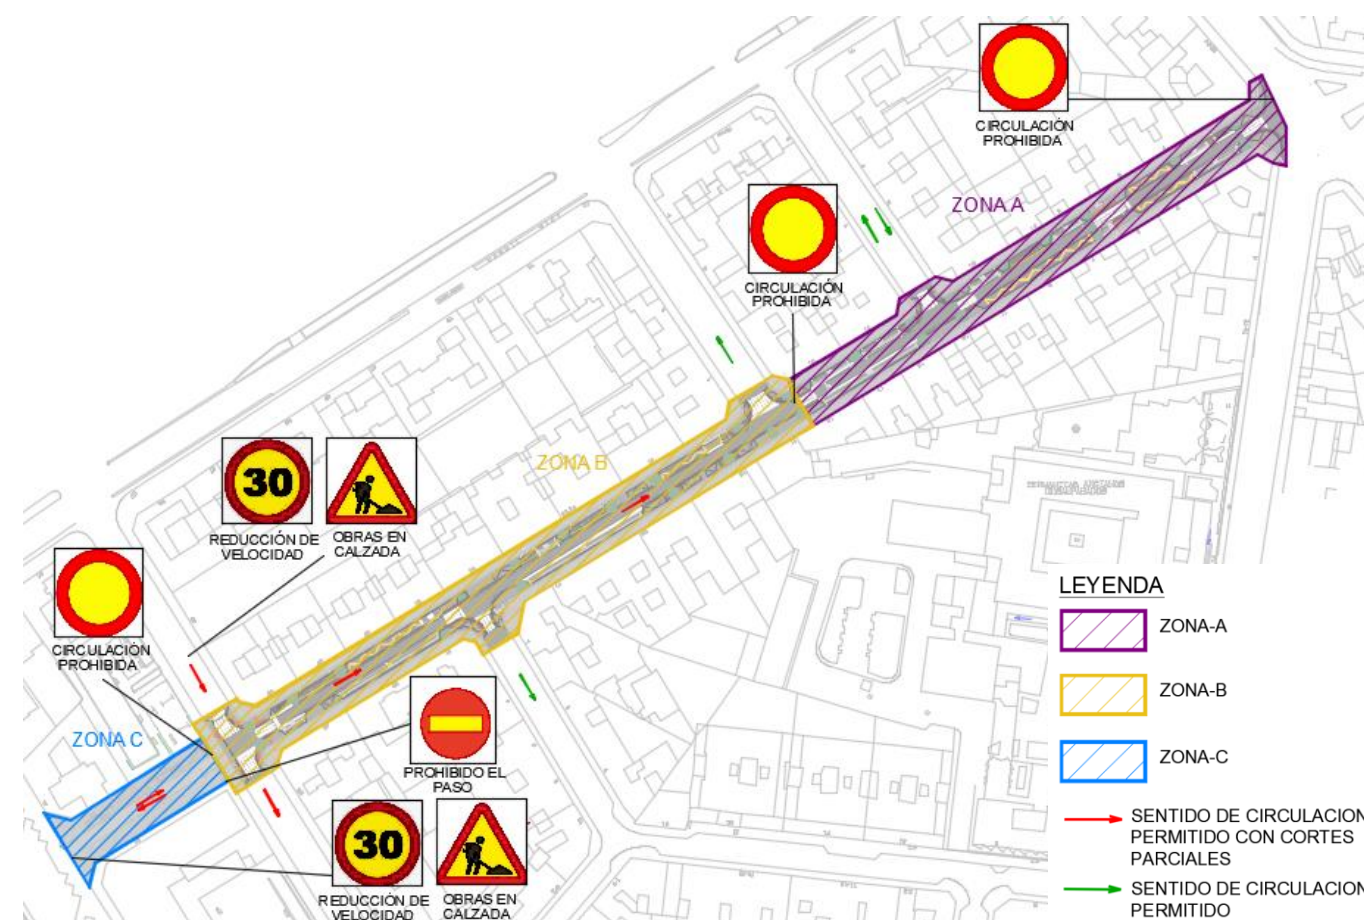 CIRCULACIÓN
PROHIBIDA
ZONA A
CIRCULACIÓN
PROHIBIDA
ZONA B
30
REDUCCIÓN DE
VELOCIDAD
OBRAS EN
CALZADA
CIRCULACIÓN
PROHIBIDA
ZONA C
PROHIBIDO EL
PASO
30
REDUCCIÓN DE
VELOCIDAD
OBRAS EN
CALZADA
LEYENDA
ZONA-A
ZONA-B
ZONA-C
SENTIDO DE CIRCULACION
PERMITIDO CON CORTES
PARCIALES
SENTIDO DE CIRCULACION
PERMITIDO